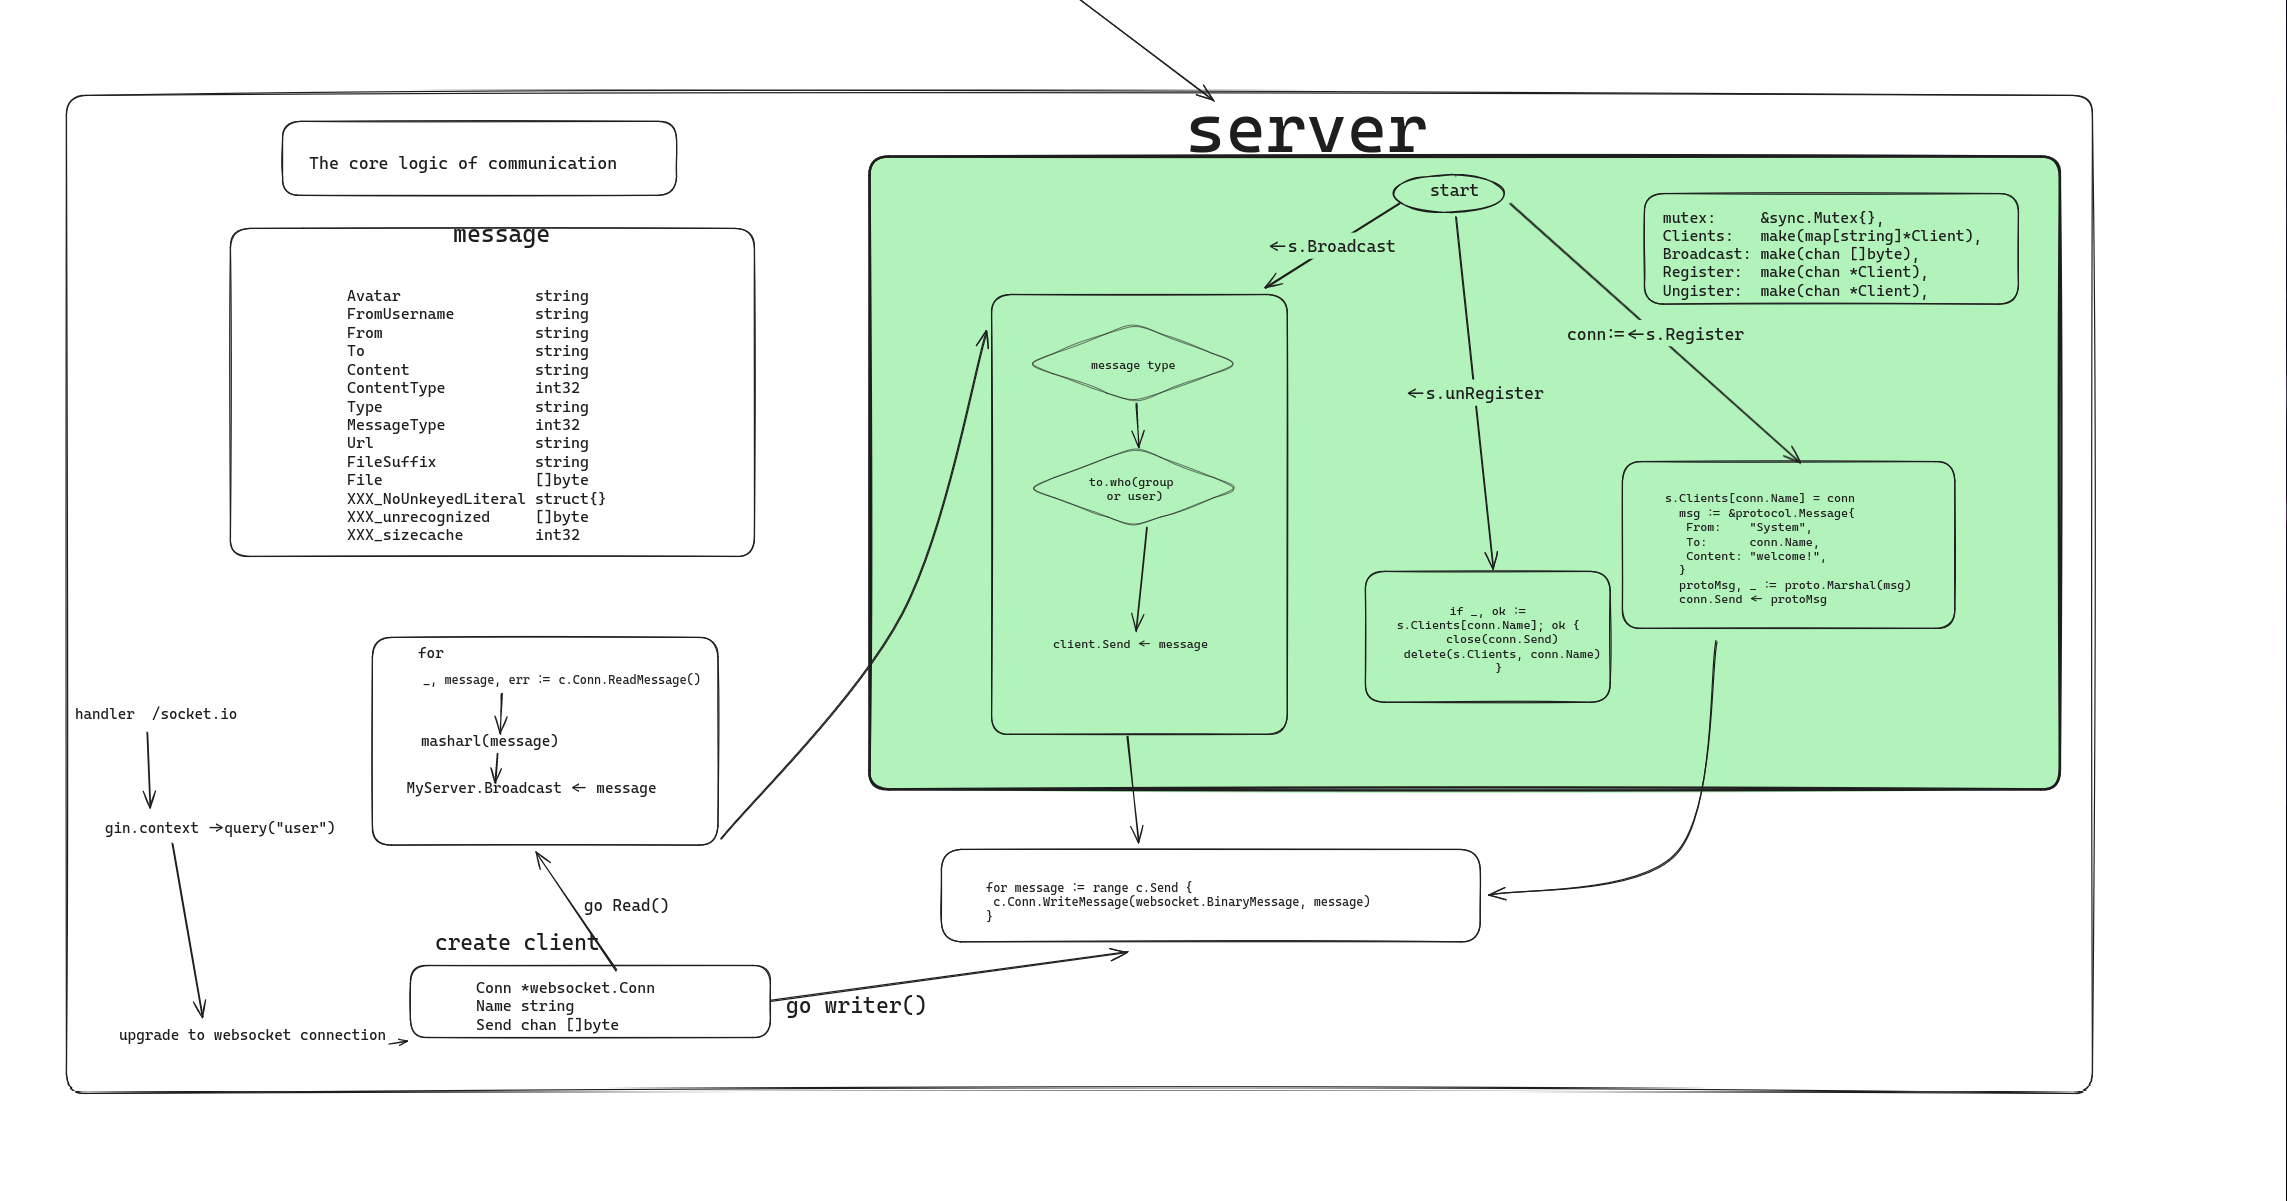 The core logic of communication
message
Avatar               string
FromUsername         string
From                 string
To                   string
Content              string
ContentType          int32
Type                 string
MessageType          int32
Url                  string
FileSuffix           string
File                 []byte
XXX_NoUnkeyedLiteral struct{}
XXX_unrecognized     []byte
XXX_sizecache        int32
handler  /socket.io
gin.context ->query("user")
upgrade to websocket connection
for
_, message, err := c.Conn.ReadMessage()
masharl(message)
MyServer.Broadcast <- message
go Read()
create client
Conn *websocket.Conn
Name string
Send chan []byte
go writer()
server
start
<-s.Broadcast
<-s.unRegister
conn:=<-s.Register
mutex:     &sync.Mutex{},
Clients:   make(map[string]*Client),
Broadcast: make(chan []byte),
Register:  make(chan *Client),
Ungister:  make(chan *Client),
message type
to.who(group
or user)
client.Send <- message
if _, ok :=
s.Clients[conn.Name]; ok {
close(conn.Send)
delete(s.Clients, conn.Name)
}
s.Clients[conn.Name] = conn
msg := &protocol.Message{
From:    "System",
To:      conn.Name,
Content: "welcome!",
}
protoMsg, _ := proto.Marshal(msg)
conn.Send <- protoMsg
for message := range c.Send {
c.Conn.WriteMessage(websocket.BinaryMessage, message)
}